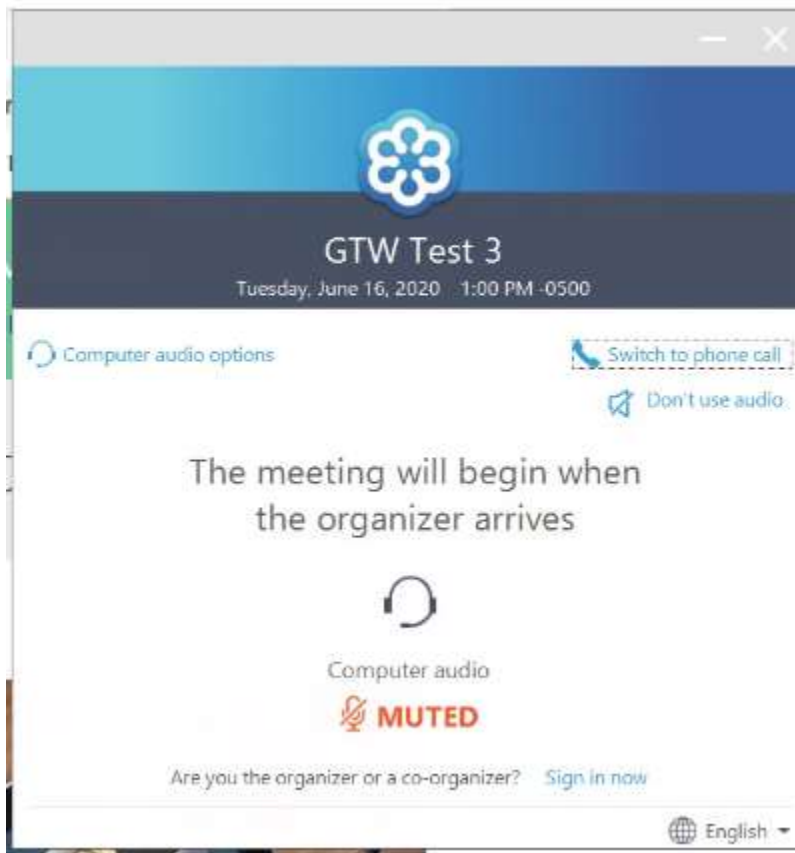 GTW Test 3
Tuesday, June 16, 2020 1:00 PM -0500
Computer audio options
Switch to phone call
Don't use audio
The meeting will begin when
the organizer arrives
Computer audio
MUTED
Are you the organizer or a co-organizer? Sign in now
English